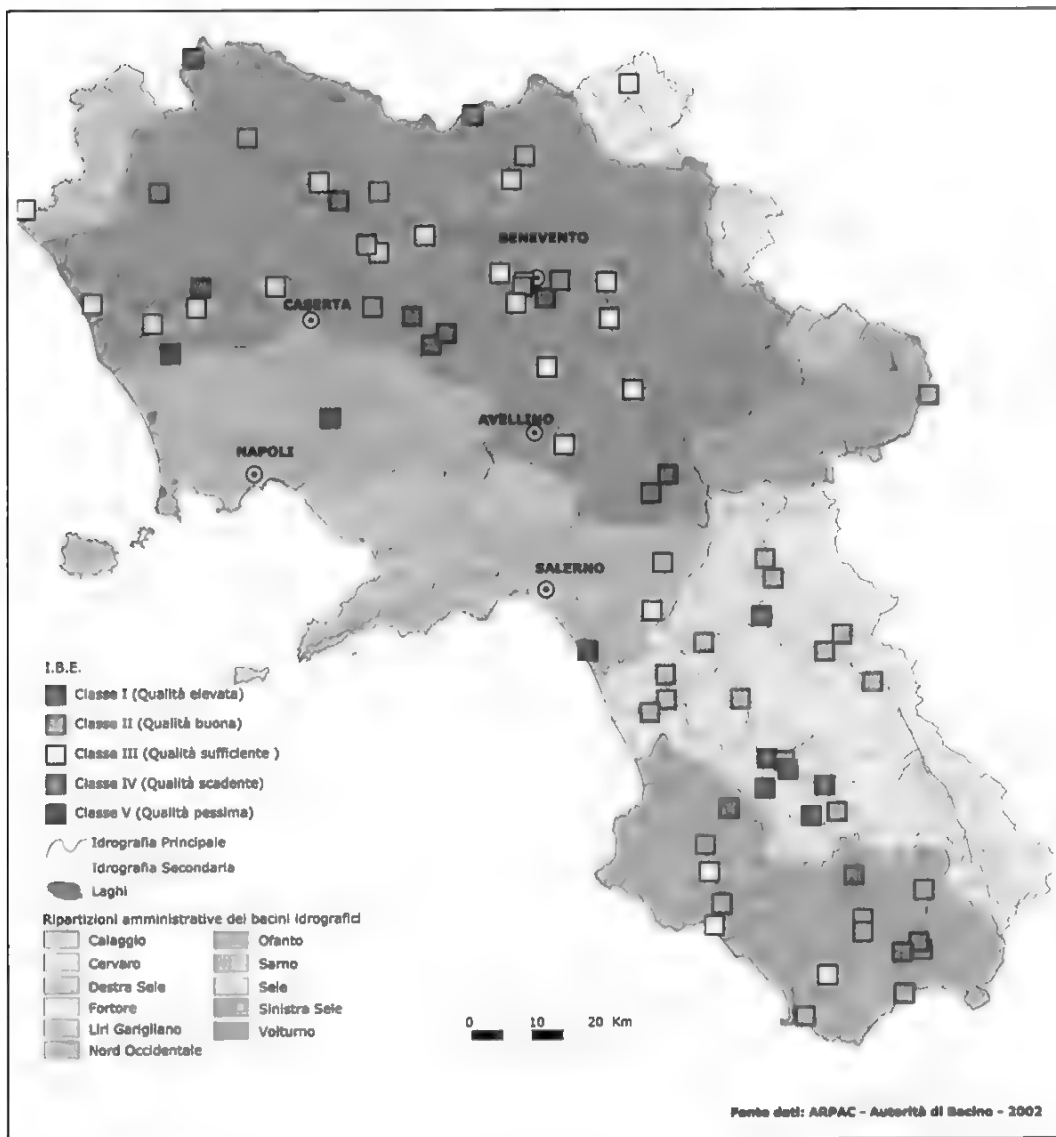 BENEVENTO
CASERTA
AVELLINO
NAPOLI
SALERNO
I.B.E.
Classe I (Qualità elevata)
Classe II (Qualità buona)
Classe III (Qualità sufficiente )
Classe IV (Qualità scadente)
Classe V (Qualità pessima)
Idrografia Principale
Idrografia Secondaria
Laghi
Ripartizioni amministrative dei bacini idrografici
Calaggio
Cervaro
Destra Sele
Fortore
Liri Garigliano
Nord Occidentale
Ofanto
Sarno
Sele
Sinistra Sele
Volturno
0 10 20 Km
Fonte dati: ARPAC - Autorità di Bacino - 2002